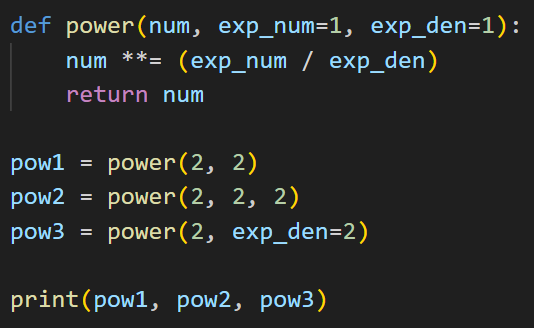 def power(num, exp_num=1, exp_den=1):
    num **= (exp_num / exp_den)
    return num

pow1 = power(2, 2)
pow2 = power(2, 2, 2)
pow3 = power(2, exp_den=2)

print(pow1, pow2, pow3)